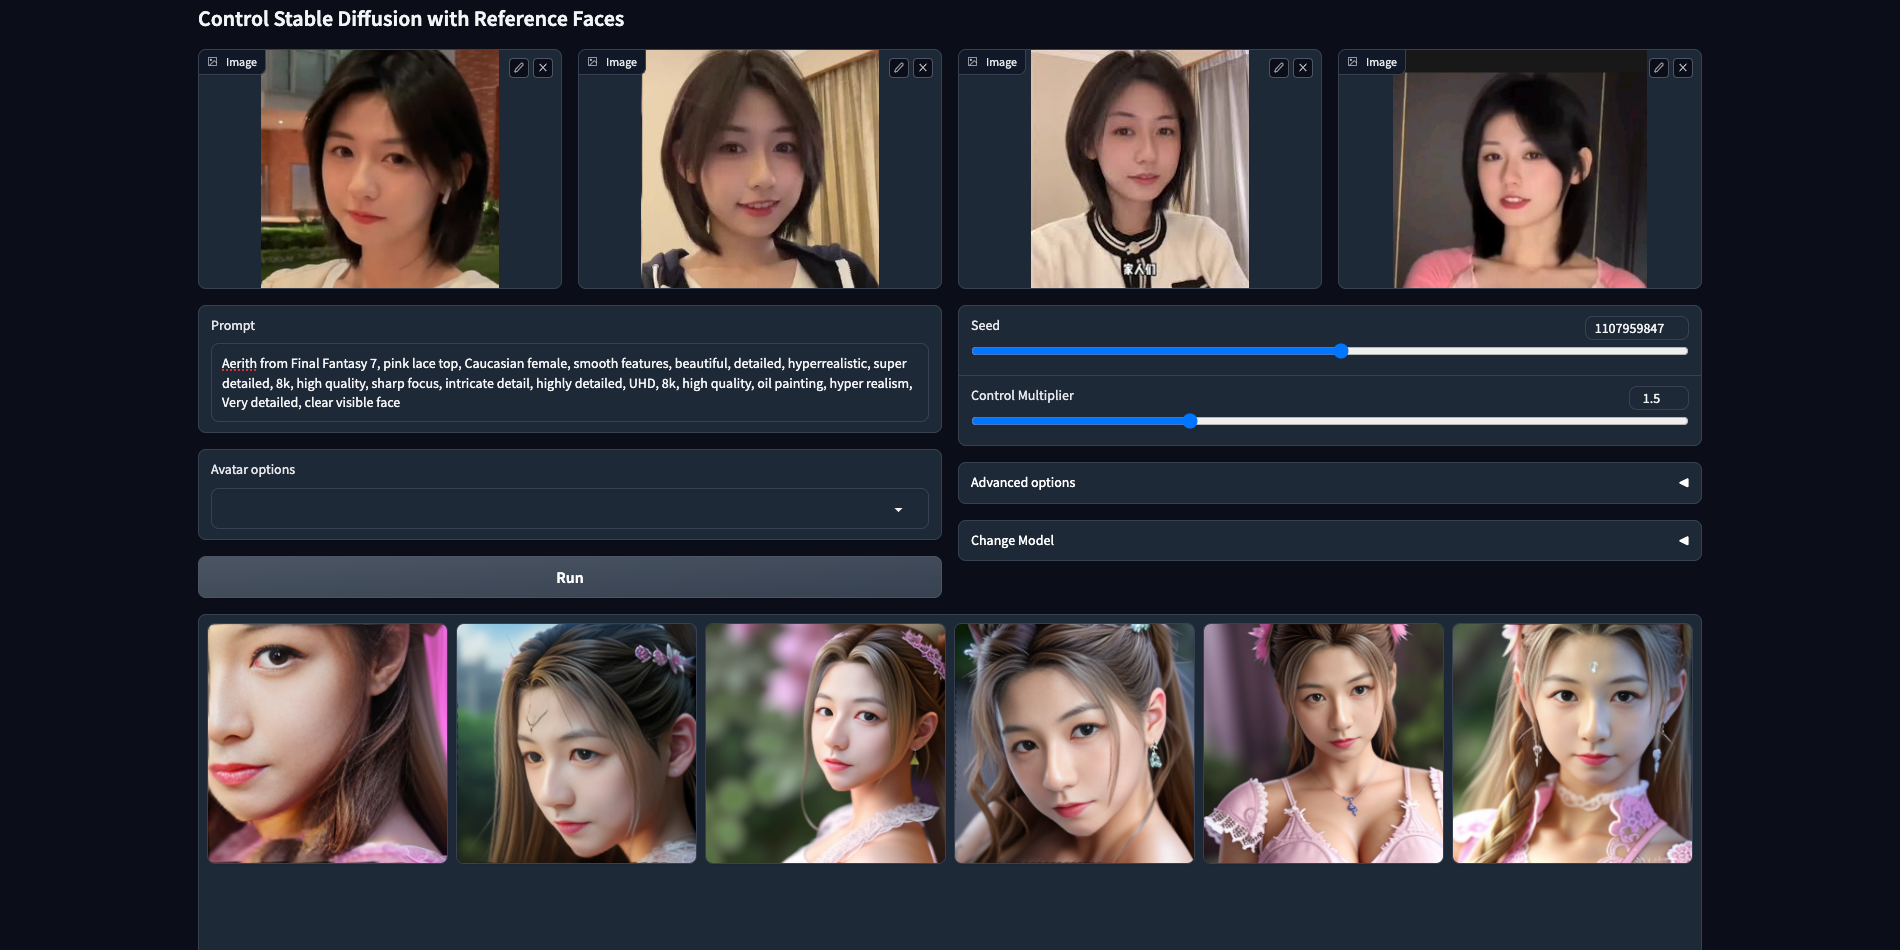 Control Stable Diffusion with Reference Faces
Image
Image
Image
Image
家人们
Prompt
Aerith from Final Fantasy 7, pink lace top, Caucasian female, smooth features, beautiful, detailed, hyperrealistic, super
detailed, 8k, high quality, sharp focus, intricate detail, highly detailed, UHD, 8k, high quality, oil painting, hyper realism,
Very detailed, clear visible face
Seed
1107959847
Control Multiplier
1.5
Avatar options
Advanced options
Change Model
Run